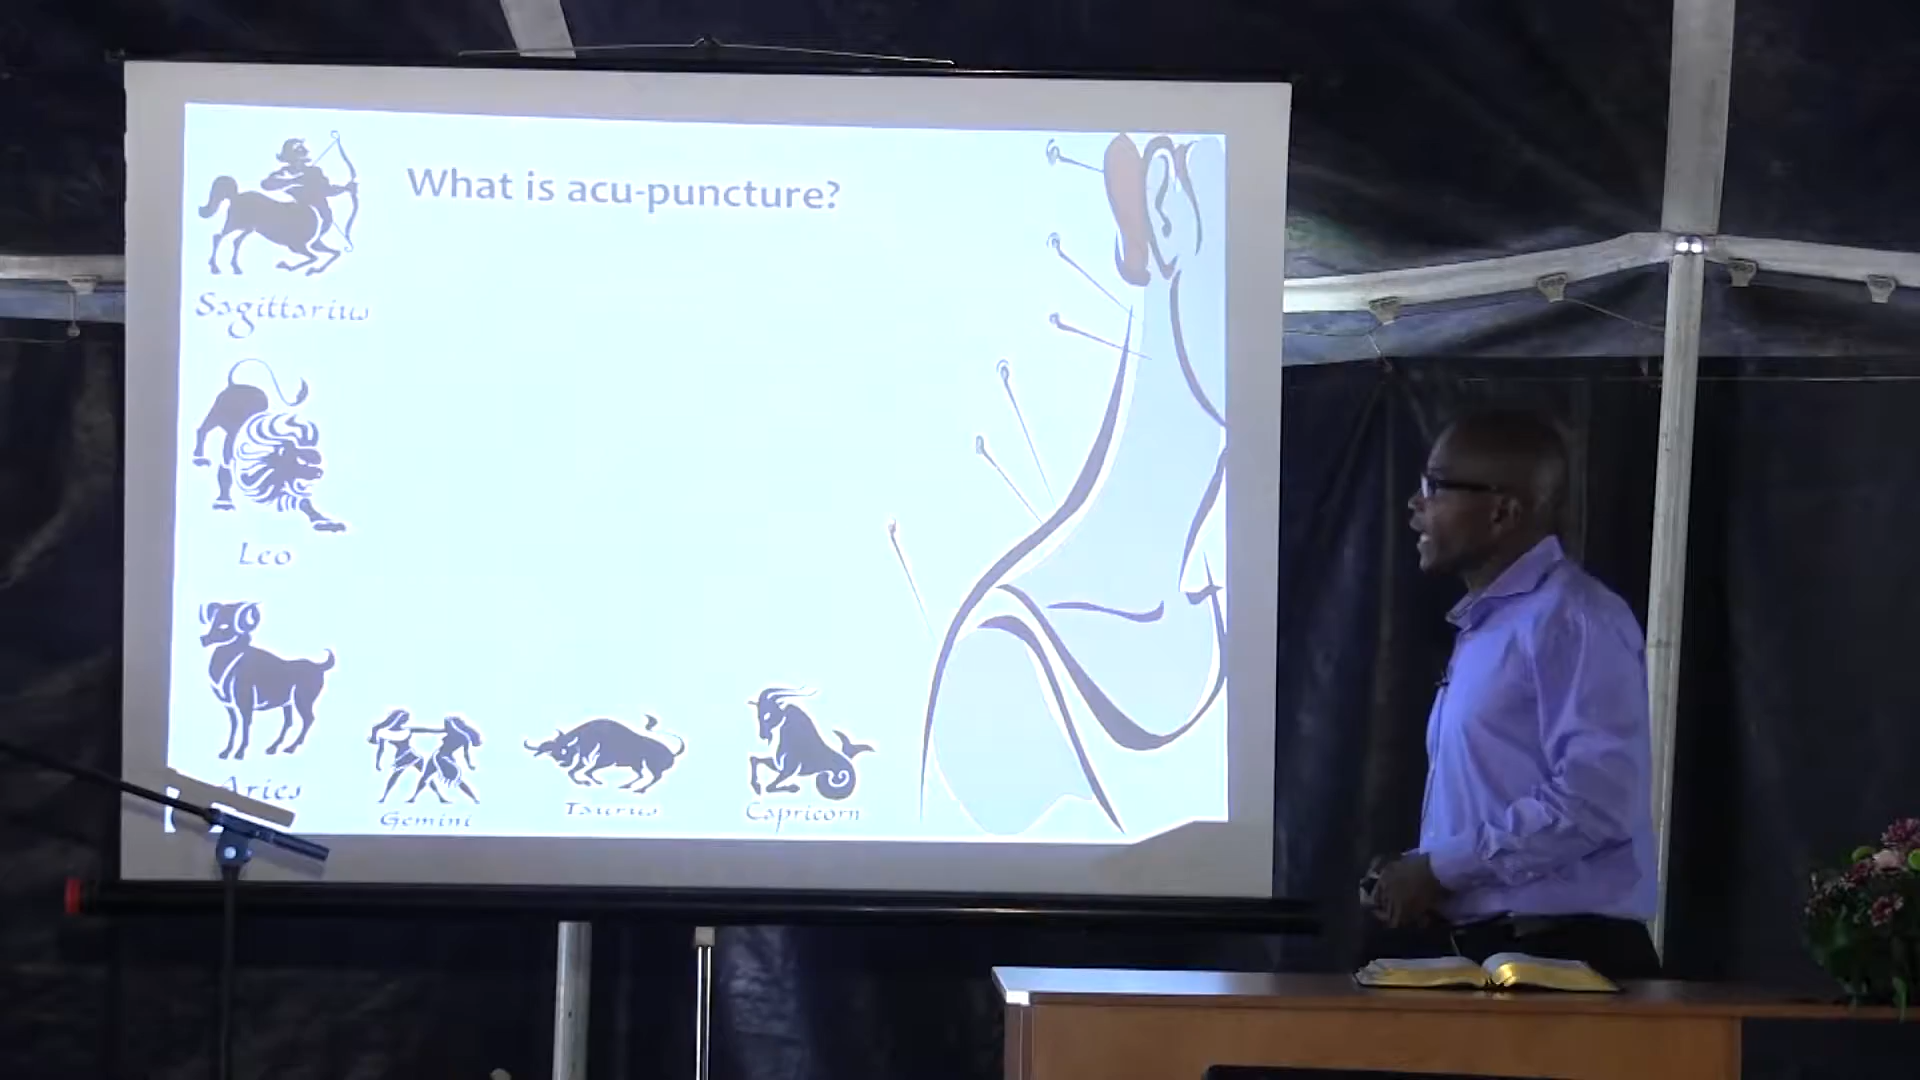 What is acu-puncture?
Sagittarius
Leo
Aries
Gemini
Taurus
Capricorn